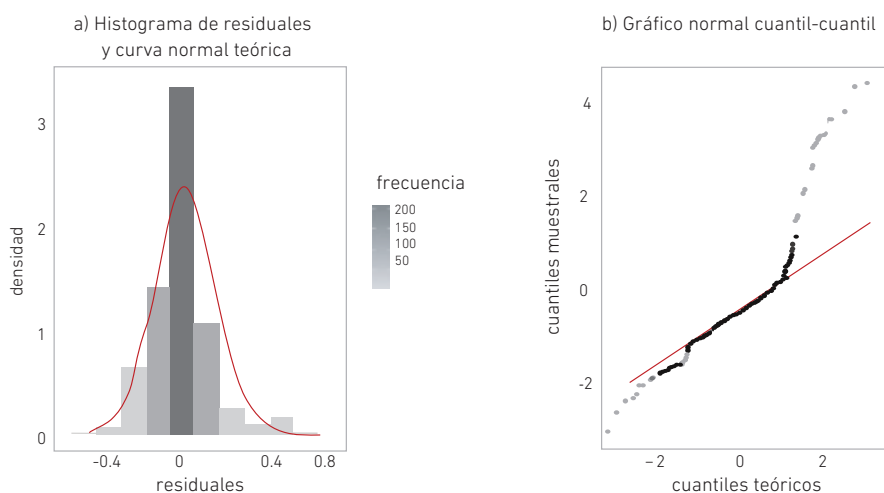 a) Histograma de residuales
y curva normal teórica
3
2
1
0
densidad
-0.4 0 0.4 0.8
residuales
frecuencia
200
150
100
50
b) Gráfico normal cuantil-cuantil
4
2
0
-2
cuantiles muestrales
-2 0 2
cuantiles teóricos